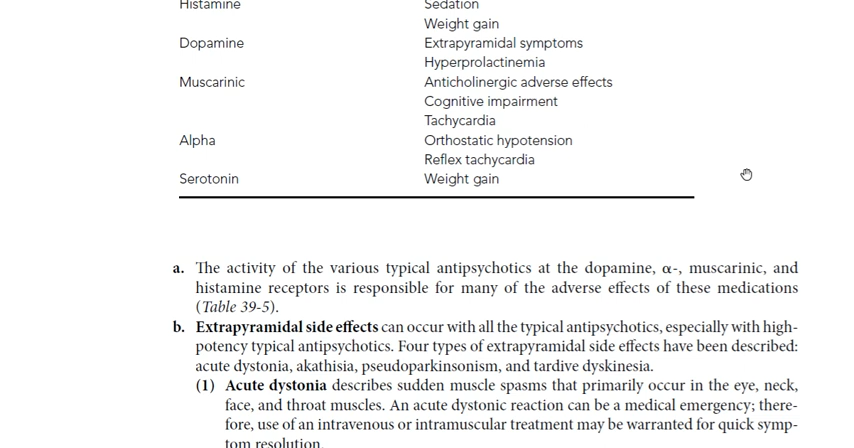 Histamine Sedation
Weight gain
Dopamine Extrapyramidal symptoms
Hyperprolactinemia
Muscarinic Anticholinergic adverse effects
Cognitive impairment
Tachycardia
Alpha Orthostatic hypotension
Reflex tachycardia
Serotonin Weight gain
a. The activity of the various typical antipsychotics at the dopamine, α-, muscarinic, and
histamine receptors is responsible for many of the adverse effects of these medications
(Table 39-5).
b. Extrapyramidal side effects can occur with all the typical antipsychotics, especially with high-
potency typical antipsychotics. Four types of extrapyramidal side effects have been described:
acute dystonia, akathisia, pseudoparkinsonism, and tardive dyskinesia.
(1) Acute dystonia describes sudden muscle spasms that primarily occur in the eye, neck,
face, and throat muscles. An acute dystonic reaction can be a medical emergency; there-
fore, use of an intravenous or intramuscular treatment may be warranted for quick symp-
tom resolution.